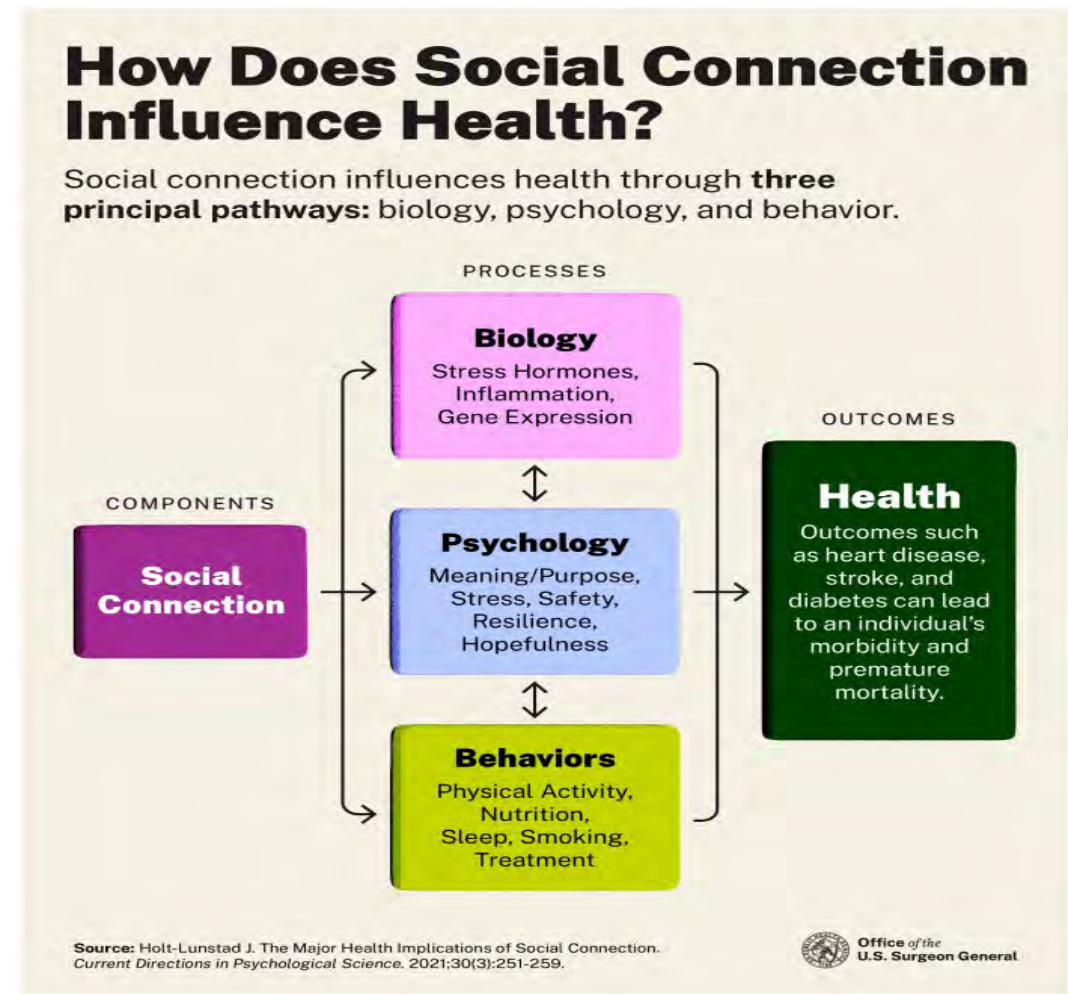 How Does Social Connection
Influence Health?
Social connection influences health through three
principal pathways: biology, psychology, and behavior.
PROCESSES
Biology
Stress Hormones,
Inflammation,
Gene Expression
COMPONENTS
Social
Connection
Psychology
Meaning/Purpose,
Stress, Safety,
Resilience,
Hopefulness
Behaviors
Physical Activity,
Nutrition,
Sleep, Smoking,
Treatment
OUTCOMES
Health
Outcomes such
as heart disease,
stroke, and
diabetes can lead
to an individual's
morbidity and
premature
mortality.
Source: Holt-Lunstad J. The Major Health Implications of Social Connection.
Current Directions in Psychological Science. 2021;30(3):251-259.
Office of the
U.S. Surgeon General